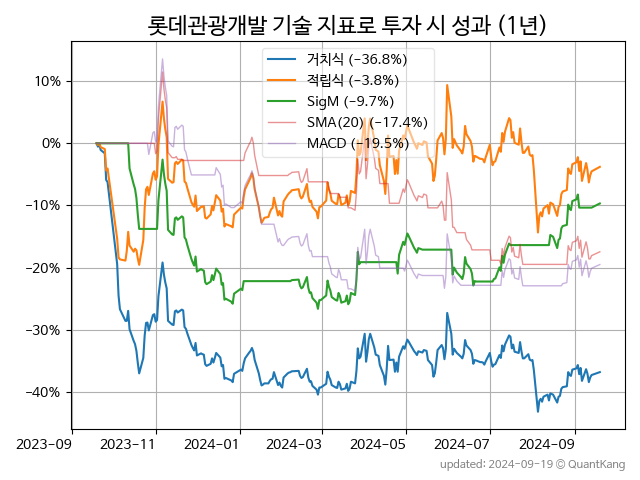 롯데관광개발 기술 지표로 투자 시 성과 (1년)
거치식 (−36.8%)
적립식 (−3.8%)
SigM (−9.7%)
SMA(20) (−17.4%)
MACD (−19.5%)
10%
0%
−10%
−20%
−30%
−40%
2023-09 2023-11 2024-01 2024-03 2024-05 2024-07 2024-09
updated: 2024-09-19 © QuantKang